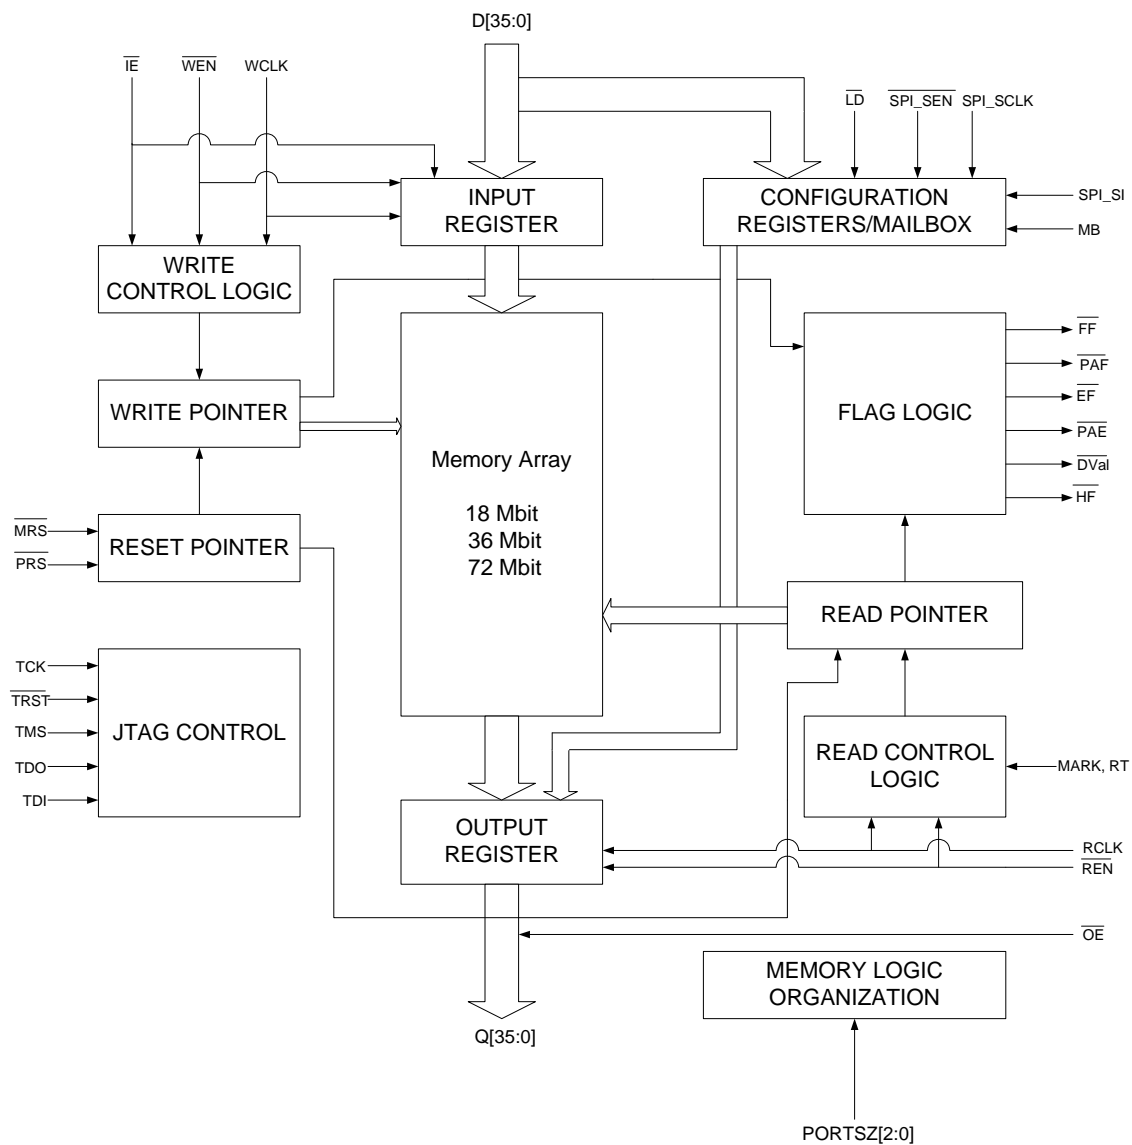 D[35:0]
IE
WEN
WCLK
LD
SPI_SEN
SPI_SCLK
INPUT
REGISTER
CONFIGURATION
REGISTERS/MAILBOX
SPI_SI
MB
WRITE
CONTROL LOGIC
WRITE POINTER
Memory Array
18 Mbit
36 Mbit
72 Mbit
FLAG LOGIC
FF
PAF
EF
PAE
DVal
HF
MRS
PRS
RESET POINTER
READ POINTER
TCK
TRST
TMS
TDO
TDI
JTAG CONTROL
READ CONTROL
LOGIC
MARK, RT
OUTPUT
REGISTER
RCLK
REN
OE
MEMORY LOGIC
ORGANIZATION
Q[35:0]
PORTSZ[2:0]